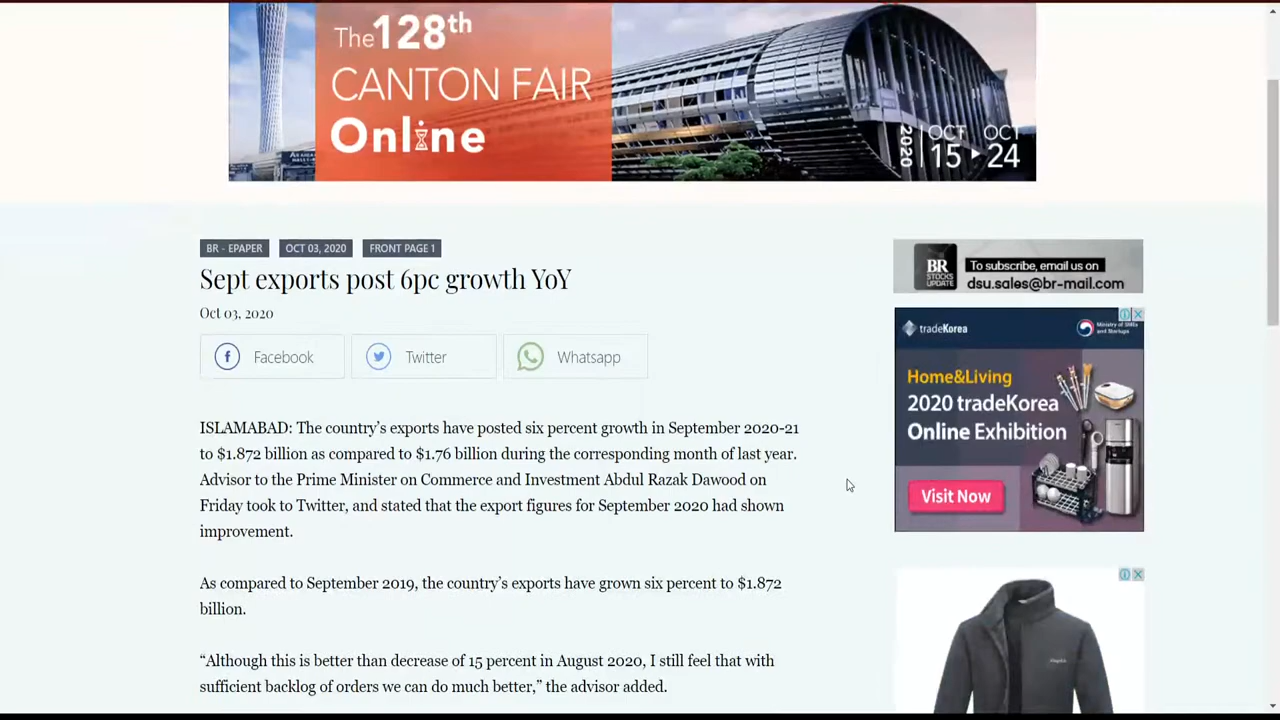 The 128th
CANTON FAIR
Online
2020 OCT 15 ▸ OCT 24
BR - EPAPER OCT 03, 2020 FRONT PAGE 1
Sept exports post 6pc growth YoY
Oct 03, 2020
Facebook Twitter Whatsapp
ISLAMABAD: The country’s exports have posted six percent growth in September 2020-21
to $1.872 billion as compared to $1.76 billion during the corresponding month of last year.
Advisor to the Prime Minister on Commerce and Investment Abdul Razak Dawood on
Friday took to Twitter, and stated that the export figures for September 2020 had shown
improvement.
As compared to September 2019, the country’s exports have grown six percent to $1.872
billion.
“Although this is better than decrease of 15 percent in August 2020, I still feel that with
sufficient backlog of orders we can do much better,” the advisor added.
BR
STOCKS
UPDATE
To subscribe, email us on
dsu.sales@br-mail.com
tradeKorea
Ministry of SMEs
and Startups
Home&Living
2020 tradeKorea
Online Exhibition
Visit Now